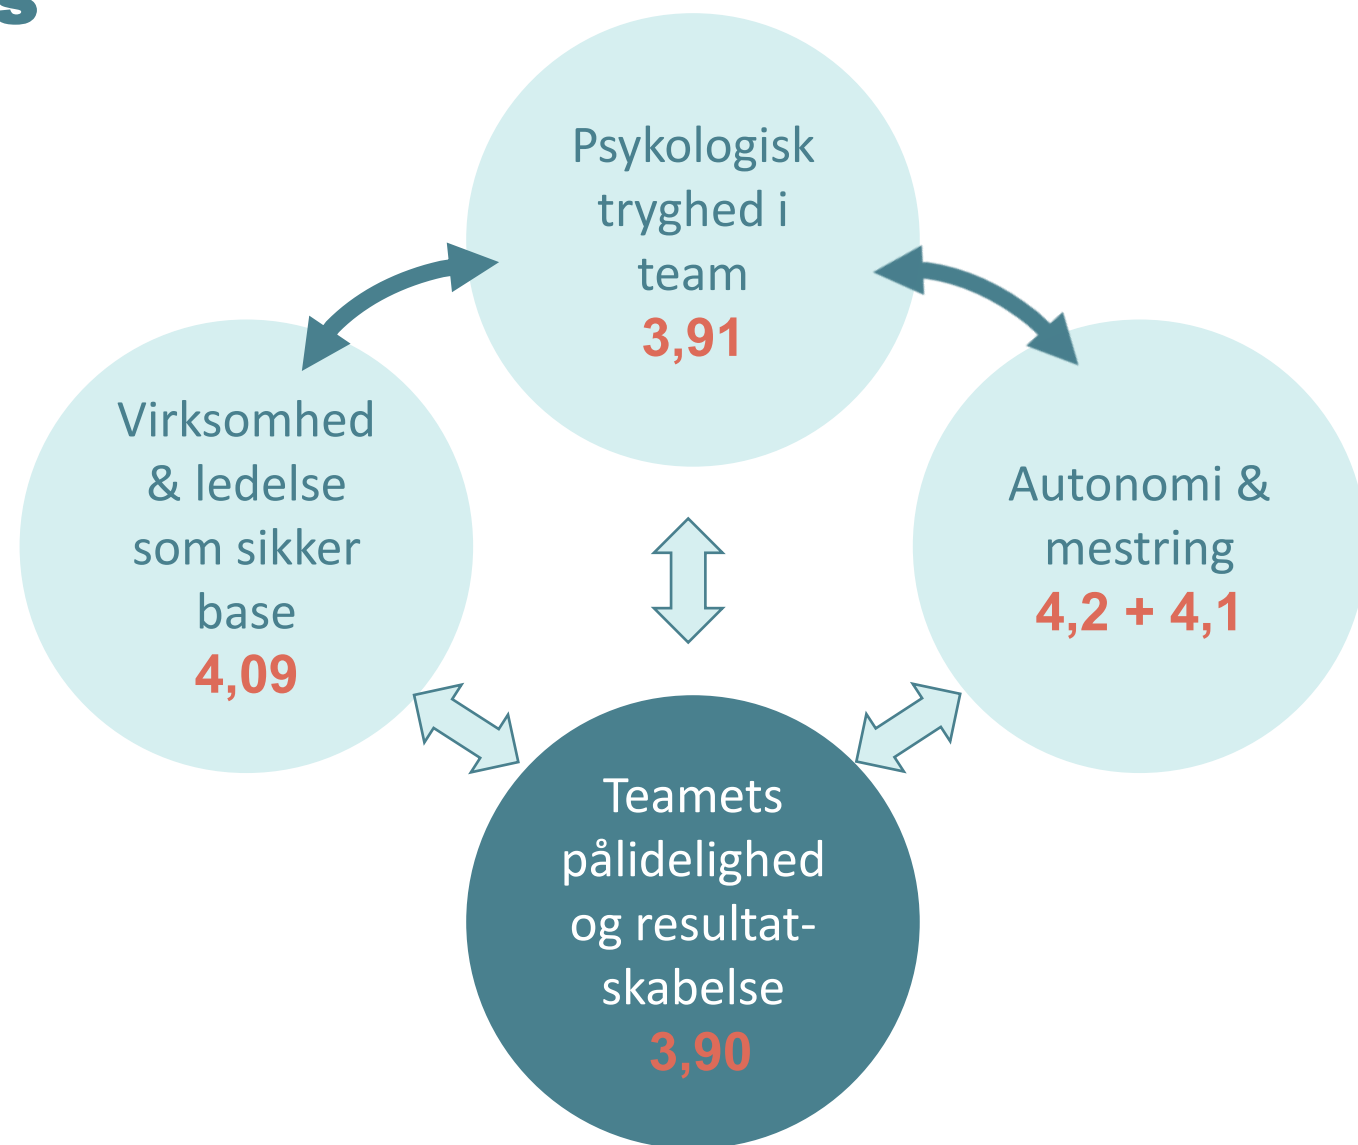 s
Psykologisk
tryghed i
team
3,91
Virksomhed
& ledelse
som sikker
base
4,09
Autonomi &
mestring
4,2 + 4,1
Teamets
pålidelighed
og resultat-
skabelse
3,90